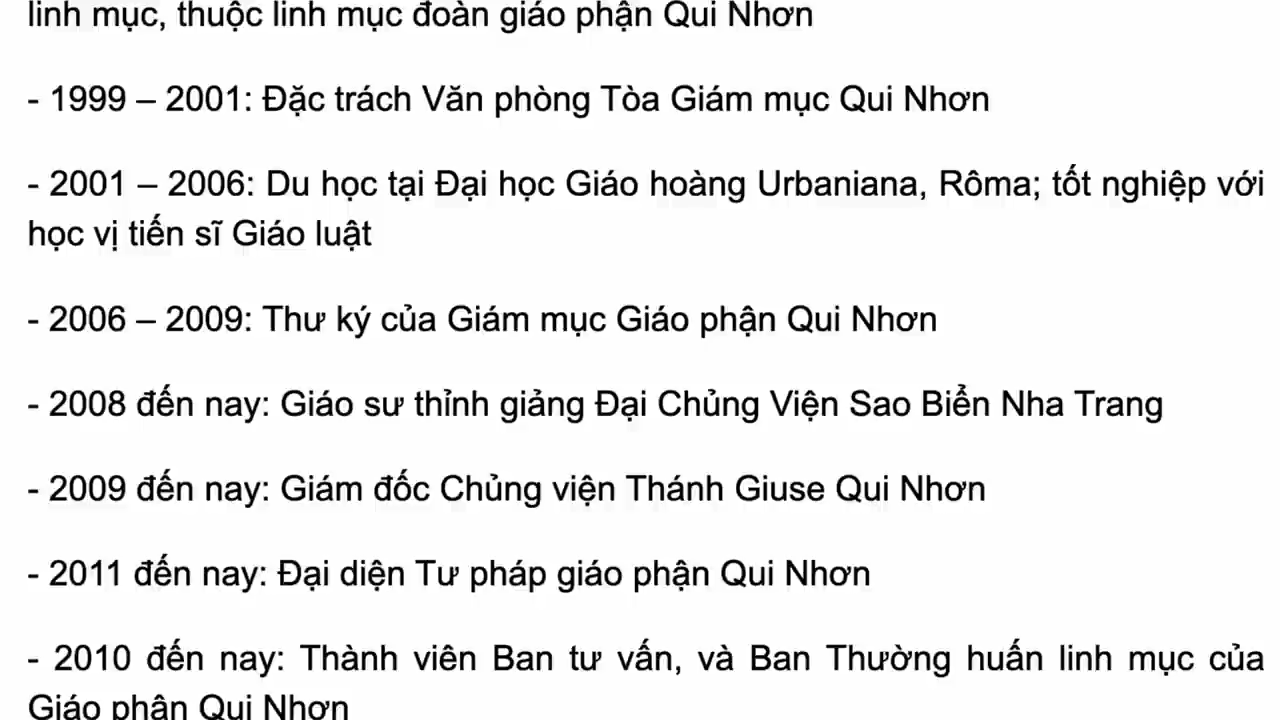 linh mục, thuộc linh mục đoàn giáo phận Qui Nhơn
- 1999 – 2001: Đặc trách Văn phòng Tòa Giám mục Qui Nhơn
- 2001 – 2006: Du học tại Đại học Giáo hoàng Urbaniana, Rôma; tốt nghiệp với
học vị tiến sĩ Giáo luật
- 2006 – 2009: Thư ký của Giám mục Giáo phận Qui Nhơn
- 2008 đến nay: Giáo sư thỉnh giảng Đại Chủng Viện Sao Biển Nha Trang
- 2009 đến nay: Giám đốc Chủng viện Thánh Giuse Qui Nhơn
- 2011 đến nay: Đại diện Tư pháp giáo phận Qui Nhơn
- 2010 đến nay: Thành viên Ban tư vấn, và Ban Thường huấn linh mục của
Giáo phận Qui Nhơn